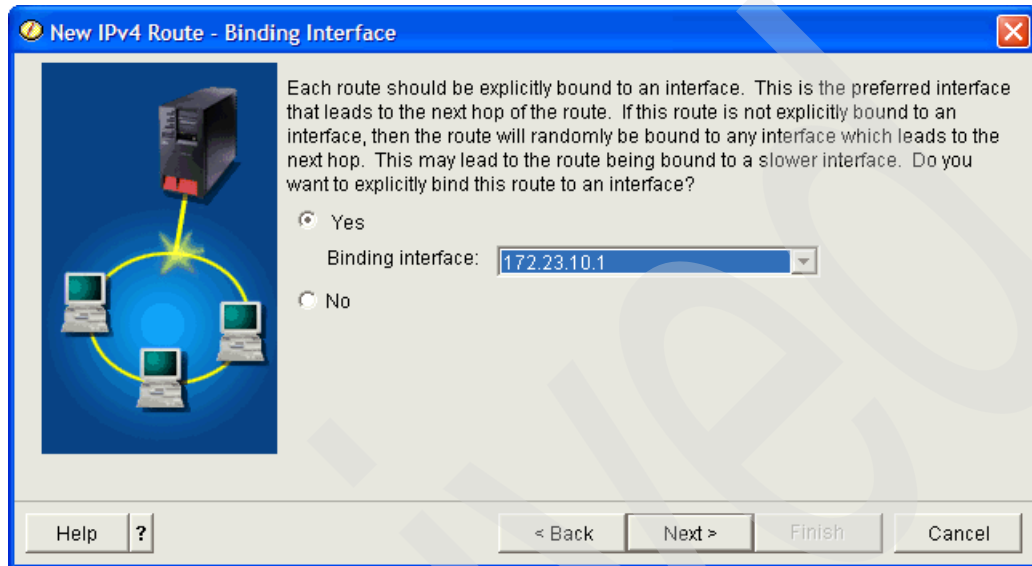 New IPv4 Route - Binding Interface
Each route should be explicitly bound to an interface. This is the preferred interface
that leads to the next hop of the route. If this route is not explicitly bound to an
interface, then the route will randomly be bound to any interface which leads to the
next hop. This may lead to the route being bound to a slower interface. Do you
want to explicitly bind this route to an interface?
Yes
Binding interface: 172.23.10.1
No
Help ? < Back Next > Finish Cancel